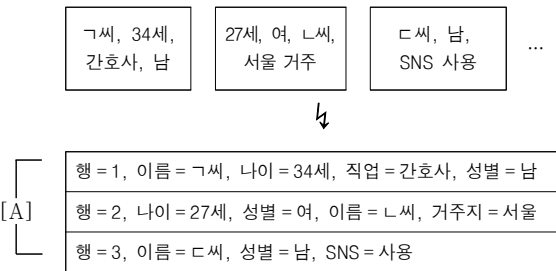 ㄱ씨, 34세,
간호사, 남
27세, 여, ㄴ씨,
서울 거주
ㄷ씨, 남,
SNS 사용
...
[A]
행=1, 이름=ㄱ씨, 나이=34세, 직업=간호사, 성별=남
행=2, 나이=27세, 성별=여, 이름=ㄴ씨, 거주지=서울
행=3, 이름=ㄷ씨, 성별=남, SNS=사용